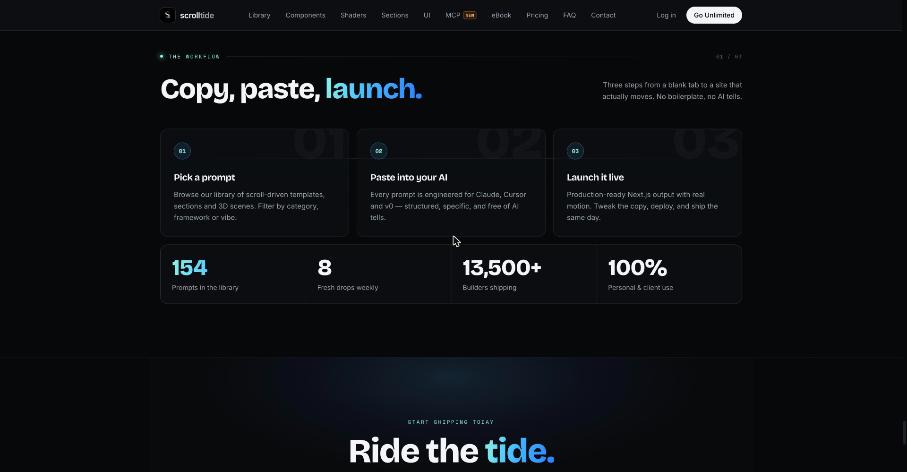 scrolltide
Library Components Shaders Sections UI MCP NEW eBook Pricing FAQ Contact
Log in Go Unlimited
THE WORKFLOW
01 / 03
Copy, paste, launch.
Three steps from a blank tab to a site that
actually moves. No boilerplate, no AI tells.
01
01
Pick a prompt
Browse our library of scroll-driven templates,
sections and 3D scenes. Filter by category,
framework or vibe.
02
02
Paste into your AI
Every prompt is engineered for Claude, Cursor
and v0 — structured, specific, and free of AI
tells.
03
03
Launch it live
Production-ready Next.js output with real
motion. Tweak the copy, deploy, and ship the
same day.
154
Prompts in the library
8
Fresh drops weekly
13,500+
Builders shipping
100%
Personal & client use
START SHIPPING TODAY
Ride the tide.